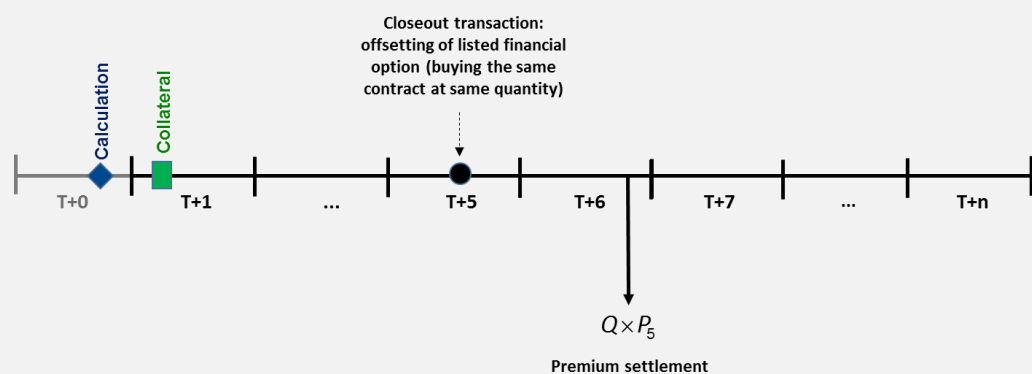 Closeout transaction:
offsetting of listed financial
option (buying the same
contract at same quantity)
Calculation
Collateral
T+0
T+1
...
T+5
T+6
T+7
...
T+n
Q×P5
Premium settlement